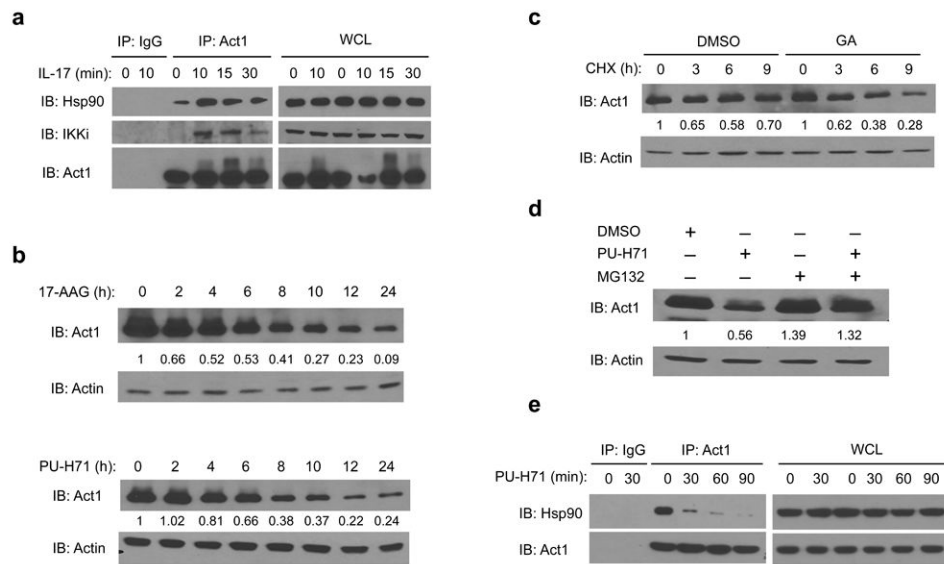 a
IP: IgG IP: Act1 WCL
IL-17 (min): 0 10 0 10 15 30 0 10 0 10 15 30
IB: Hsp90
IB: IKKi
IB: Act1
b
17-AAG (h): 0 2 4 6 8 10 12 24
IB: Act1
1 0.66 0.52 0.53 0.41 0.27 0.23 0.09
IB: Actin
PU-H71 (h): 0 2 4 6 8 10 12 24
IB: Act1
1 1.02 0.81 0.66 0.38 0.37 0.22 0.24
IB: Actin
c
DMSO GA
CHX (h): 0 3 6 9 0 3 6 9
IB: Act1
1 0.65 0.58 0.70 1 0.62 0.38 0.28
IB: Actin
d
DMSO + – – –
PU-H71 – + – +
MG132 – – + +
IB: Act1
1 0.56 1.39 1.32
IB: Actin
e
IP: IgG IP: Act1 WCL
PU-H71 (min): 0 30 0 30 60 90 0 30 0 30 60 90
IB: Hsp90
IB: Act1